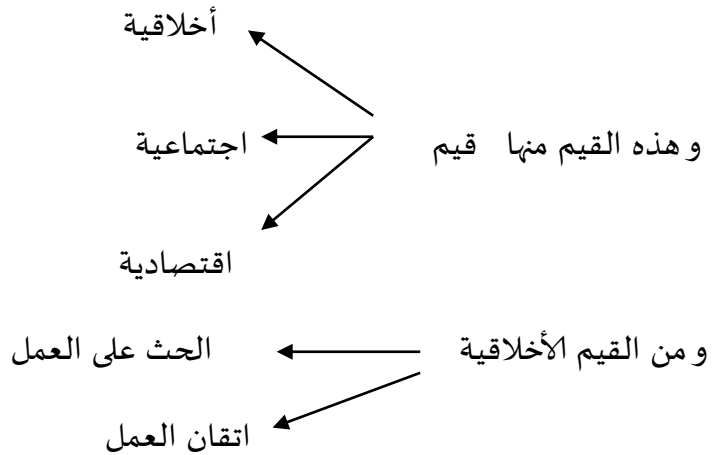 أخلاقية
و هذه القيم منها قيم اجتماعية
اقتصادية
و من القيم الأخلاقية الحث على العمل
اتقان العمل